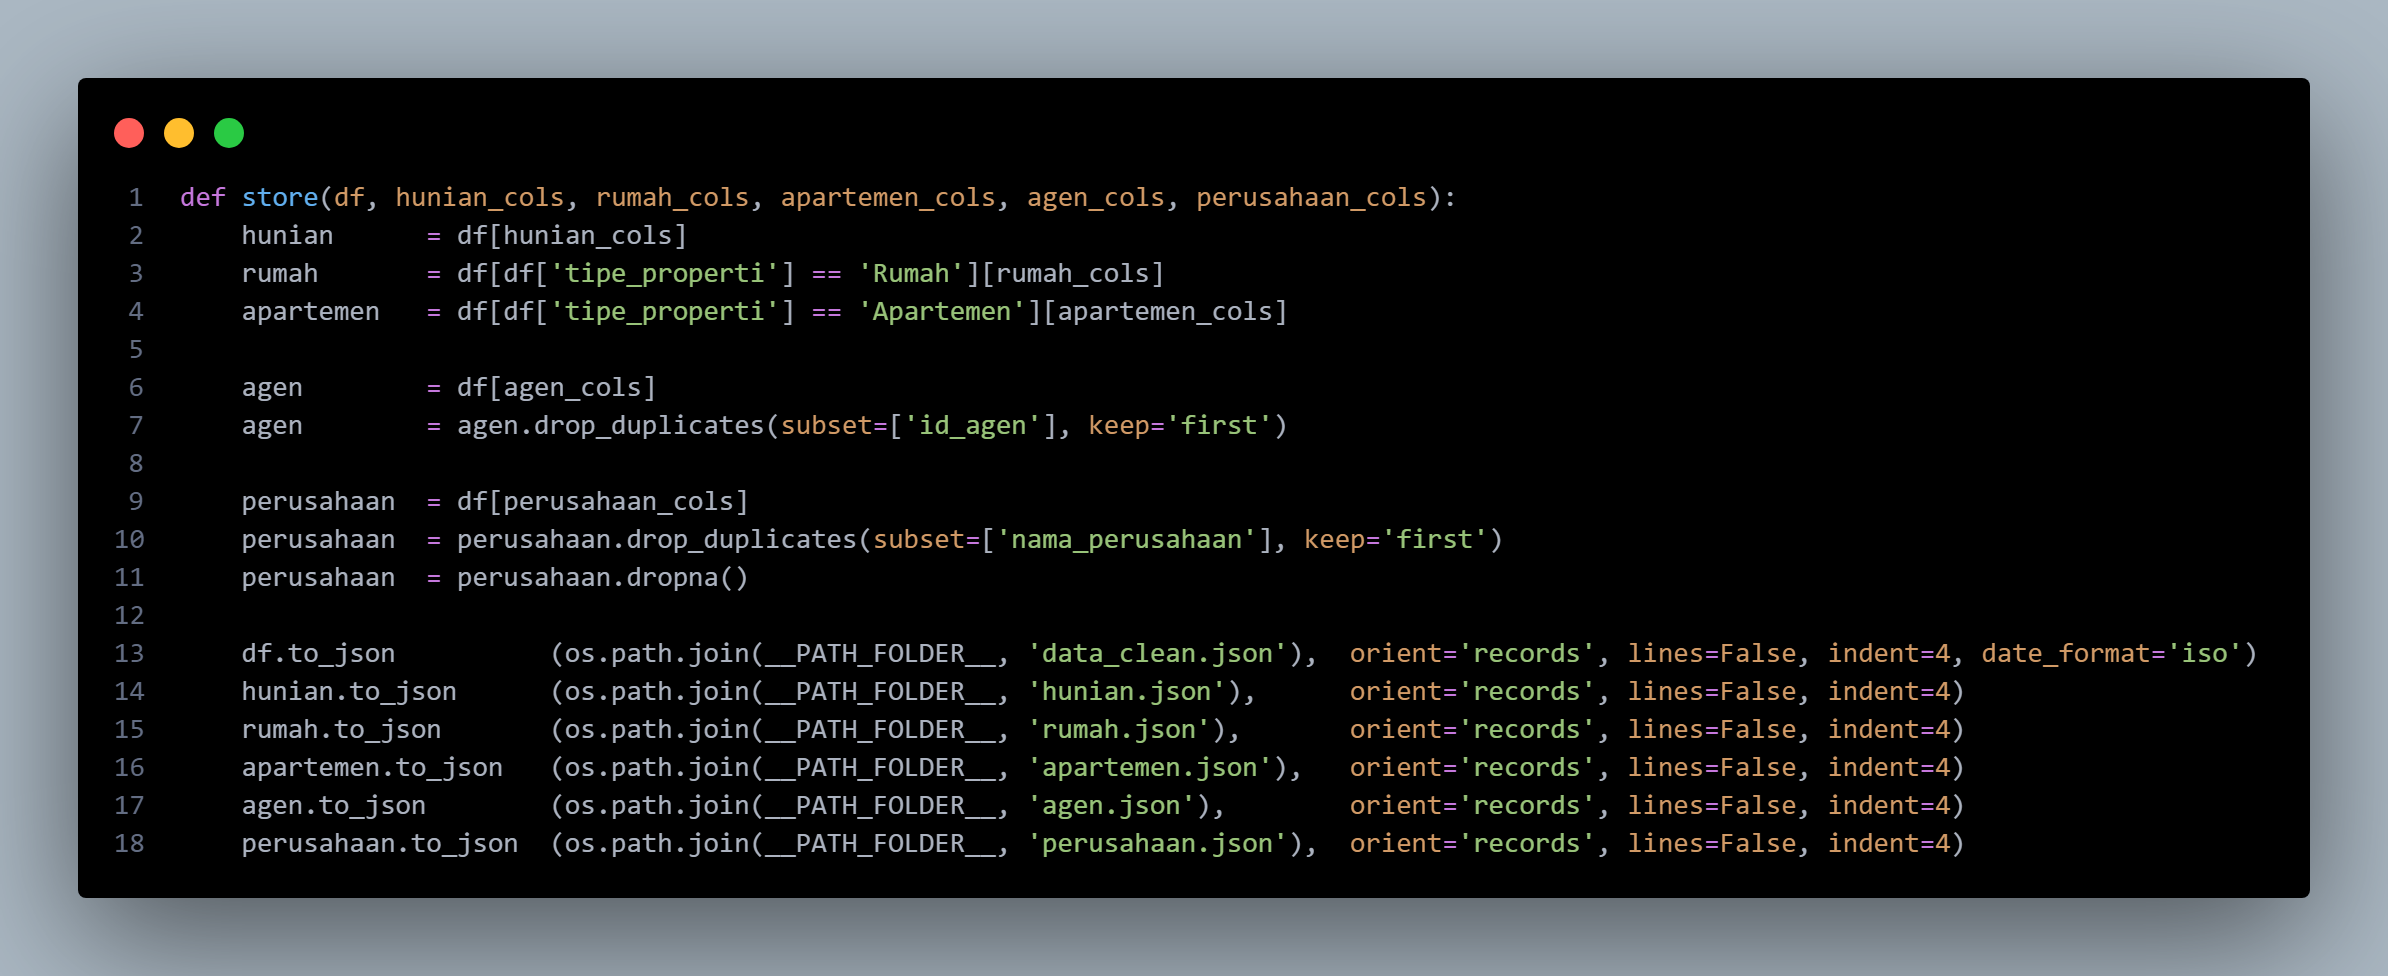 1 def store(df, hunian_cols, rumah_cols, apartemen_cols, agen_cols, perusahaan_cols):
2     hunian      = df[hunian_cols]
3     rumah       = df[df['tipe_properti'] == 'Rumah'][rumah_cols]
4     apartemen   = df[df['tipe_properti'] == 'Apartemen'][apartemen_cols]
5
6     agen        = df[agen_cols]
7     agen        = agen.drop_duplicates(subset=['id_agen'], keep='first')
8
9     perusahaan  = df[perusahaan_cols]
10     perusahaan  = perusahaan.drop_duplicates(subset=['nama_perusahaan'], keep='first')
11     perusahaan  = perusahaan.dropna()
12
13     df.to_json          (os.path.join(__PATH_FOLDER__, 'data_clean.json'),  orient='records', lines=False, indent=4, date_format='iso')
14     hunian.to_json      (os.path.join(__PATH_FOLDER__, 'hunian.json'),      orient='records', lines=False, indent=4)
15     rumah.to_json       (os.path.join(__PATH_FOLDER__, 'rumah.json'),       orient='records', lines=False, indent=4)
16     apartemen.to_json   (os.path.join(__PATH_FOLDER__, 'apartemen.json'),   orient='records', lines=False, indent=4)
17     agen.to_json        (os.path.join(__PATH_FOLDER__, 'agen.json'),        orient='records', lines=False, indent=4)
18     perusahaan.to_json  (os.path.join(__PATH_FOLDER__, 'perusahaan.json'),  orient='records', lines=False, indent=4)